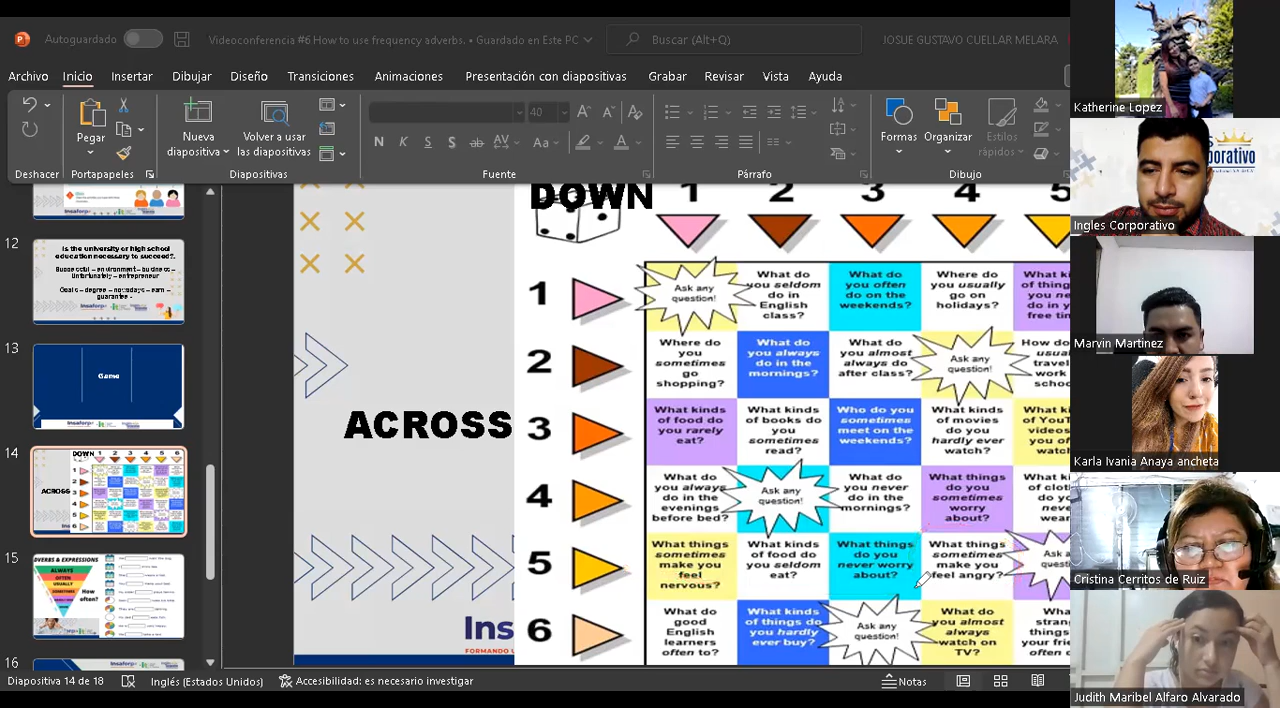 Autoguardado
Videoconferencia #6 How to use frequency adverbs. • Guardado en Este PC
Buscar (Alt+Q)
JOSUE GUSTAVO CUELLAR MELARA
Archivo Inicio Insertar Dibujar Diseño Transiciones Animaciones Presentación con diapositivas Grabar Revisar Vista Ayuda
Pegar
Nueva
diapositiva
Volver a usar
las diapositivas
40
N K S S ab AV Aa A
Formas
Organizar
Estilos
rápidos
Deshacer Portapapeles Diapositivas Fuente Párrafo Dibujo
12
Is the university or high school
education necessary to succeed?.
13
Game
14
15
16
DOWN 1 2 3 4 5
ACROSS
1
Ask any
question!
What do
you seldom
do in
English
class?
What do
you often
do on the
weekends?
Where do
you usually
go on
holidays?
2
Where do
you
sometimes
go
shopping?
What do
you always
do in the
mornings?
What do
you almost
always do
after class?
Ask any
question!
3
What kinds
of food do
you rarely
eat?
What kinds
of books do
you
sometimes
read?
Who do you
sometimes
meet on the
weekends?
What kinds
of movies
do you
hardly ever
watch?
4
What do
you always
do in the
evenings
before bed?
Ask any
question!
What do
you never
do in the
mornings?
What things
do you
sometimes
worry
about?
5
What things
sometimes
make you
feel
nervous?
What kinds
of food do
you seldom
eat?
What things
do you
never worry
about?
What things
sometimes
make you
feel angry?
6
What do
good
English
learners
often to?
What kinds
of things do
you hardly
ever buy?
Ask any
question!
What do
you almost
always
watch on
TV?
Diapositiva 14 de 18
Inglés (Estados Unidos)
Accesibilidad: es necesario investigar
Notas
Katherine Lopez
Ingles Corporativo
Marvin Martinez
Karla Ivania Anaya ancheta
Cristina Cerritos de Ruiz
Judith Maribel Alfaro Alvarado